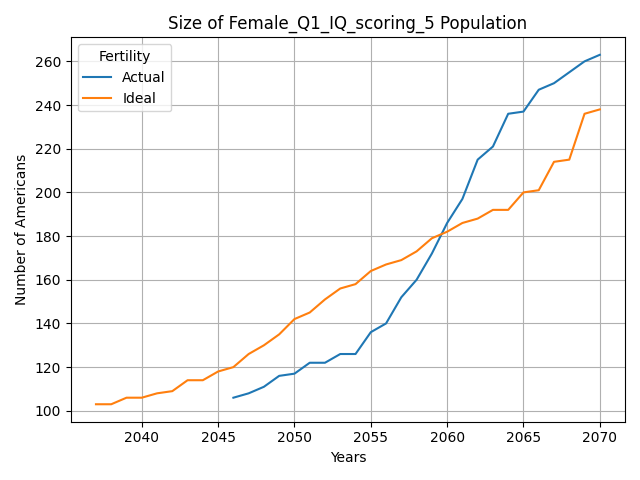 Size of Female_Q1_IQ_scoring_5 Population
Fertility
Actual
Ideal
Number of Americans
260
240
220
200
180
160
140
120
100
2040 2045 2050 2055 2060 2065 2070
Years